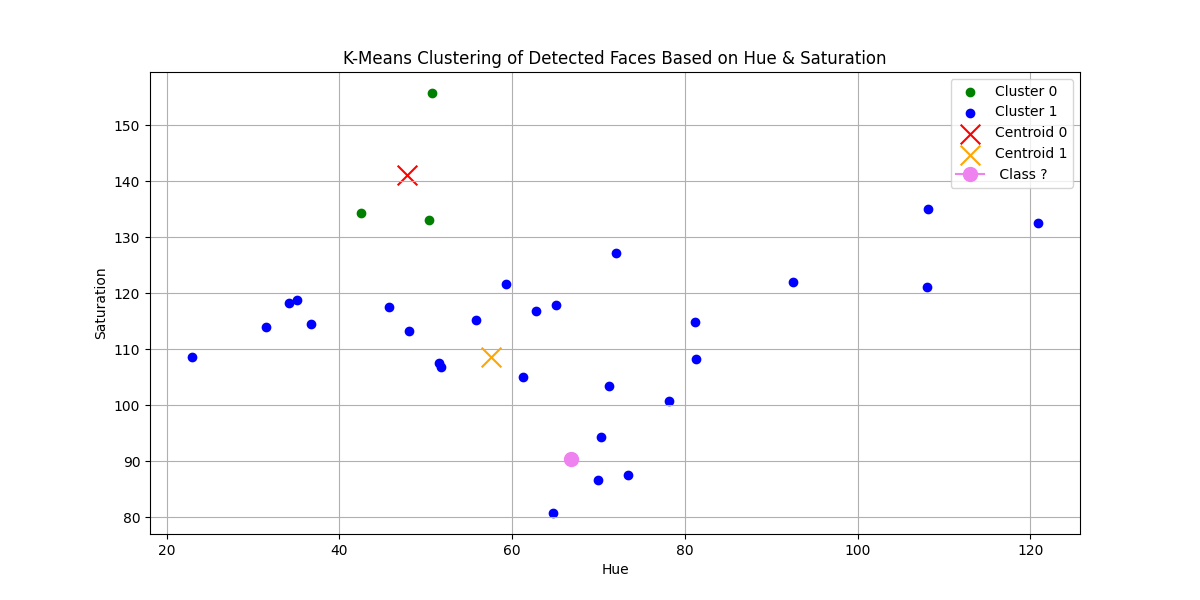 K-Means Clustering of Detected Faces Based on Hue & Saturation
Cluster 0
Cluster 1
Centroid 0
Centroid 1
Class ?
150
140
130
120
110
100
90
80
Saturation
20 40 60 80 100 120
Hue